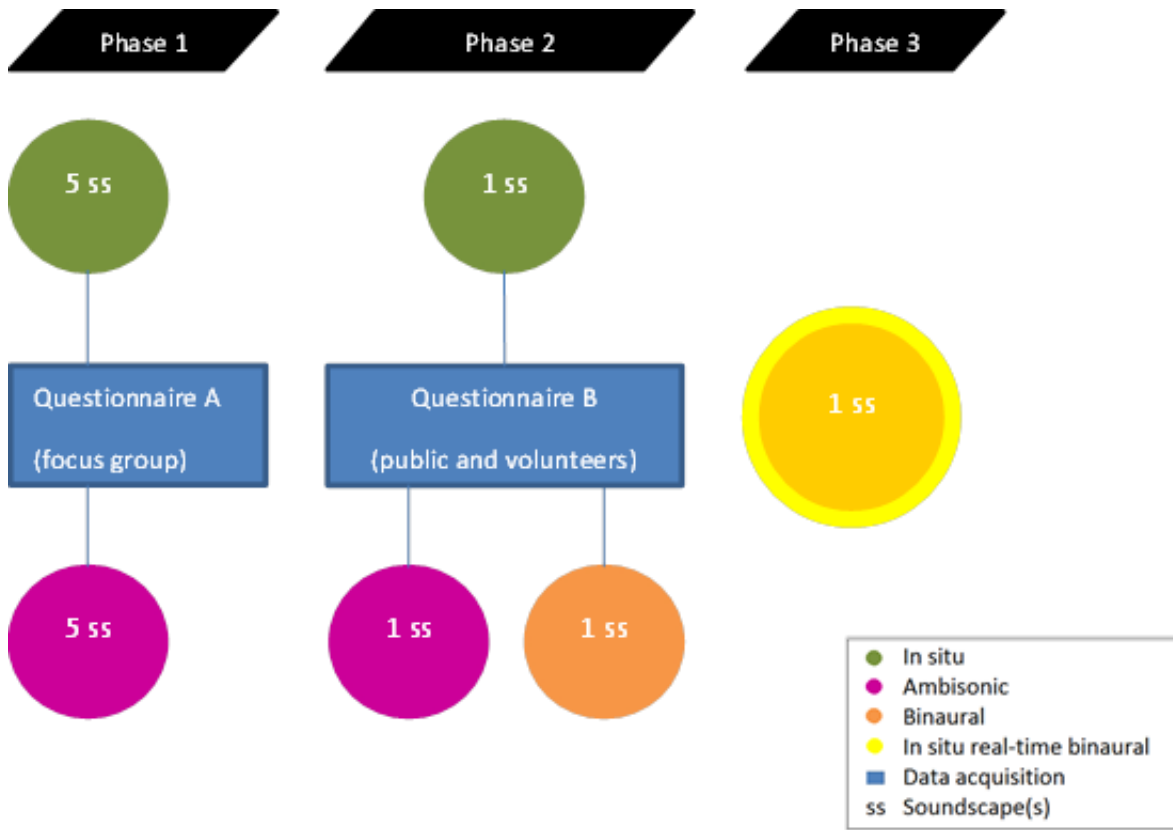 Phase 1
Phase 2
Phase 3
5 ss
1 ss
Questionnaire A
(focus group)
Questionnaire B
(public and volunteers)
1 ss
5 ss
1 ss
1 ss
In situ
Ambisonic
Binaural
In situ real-time binaural
Data acquisition
ss Soundscape(s)